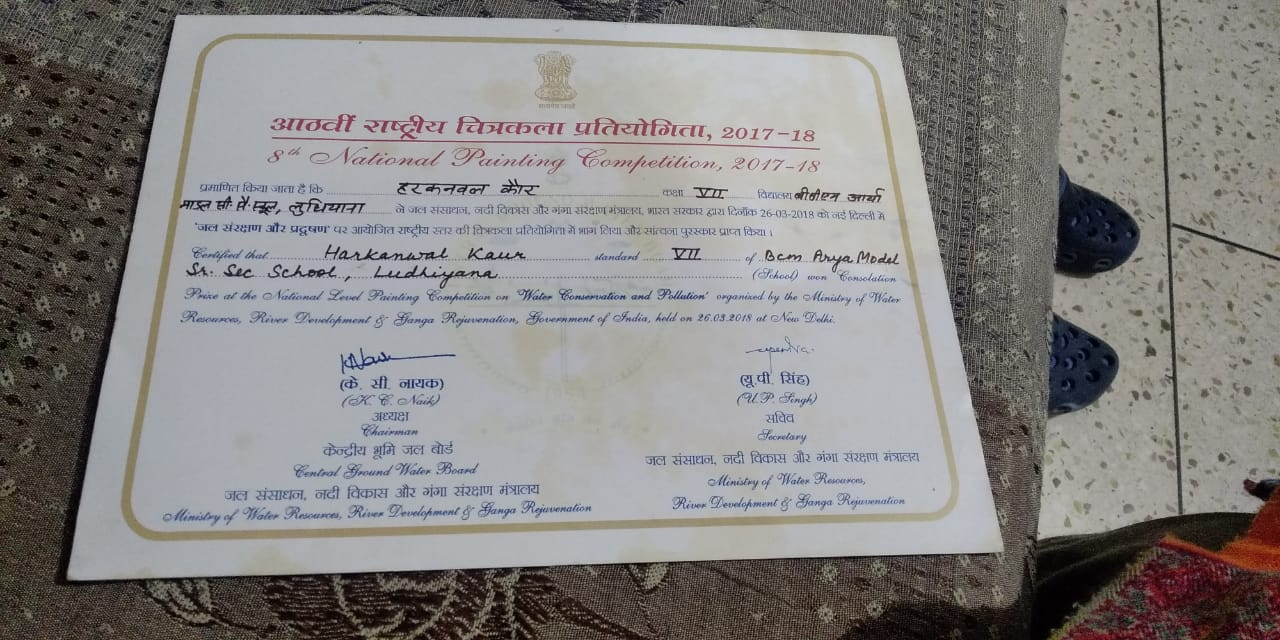 सत्यमेव जयते
आठवीं राष्ट्रीय चित्रकला प्रतियोगिता, 2017-18
8th National Painting Competition, 2017-18
प्रमाणित किया जाता है कि हरकनवल कौर कक्षा VII विद्यालय बीसीएम आर्या
माडल सी. सै. स्कूल, लुधियाना ने जल संसाधन, नदी विकास और गंगा संरक्षण मंत्रालय, भारत सरकार द्वारा दिनाँक 26-03-2018 को नई दिल्ली में
'जल संरक्षण और प्रदूषण' पर आयोजित राष्ट्रीय स्तर की चित्रकला प्रतियोगिता में भाग लिया और सांत्वना पुरस्कार प्राप्त किया।
Certified that Harkanwal Kaur standard VII of Bcm Arya Model
Sr. Sec School, Ludhiyana (School) won Consolation
Prize at the National Level Painting Competition on 'Water Conservation and Pollution' organized by the Ministry of Water
Resources, River Development & Ganga Rejuvenation, Government of India, held on 26.03.2018 at New Delhi.
(के. सी. नायक)
(K. C. Naik)
अध्यक्ष
Chairman
केन्द्रीय भूमि जल बोर्ड
Central Ground Water Board
जल संसाधन, नदी विकास और गंगा संरक्षण मंत्रालय
Ministry of Water Resources, River Development & Ganga Rejuvenation
(यू.पी. सिंह)
(U.P. Singh)
सचिव
Secretary
जल संसाधन, नदी विकास और गंगा संरक्षण मंत्रालय
Ministry of Water Resources,
River Development & Ganga Rejuvenation